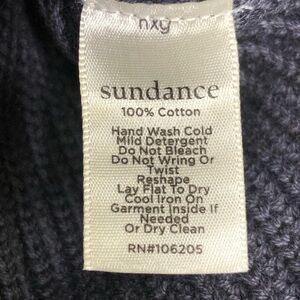 nxy
sundance
100% Cotton
Hand Wash Cold
Mild Detergent
Do Not Bleach
Do Not Wring Or
Twist
Reshape
Lay Flat To Dry
Cool Iron On
Garment Inside If
Needed
Or Dry Clean
RN#106205